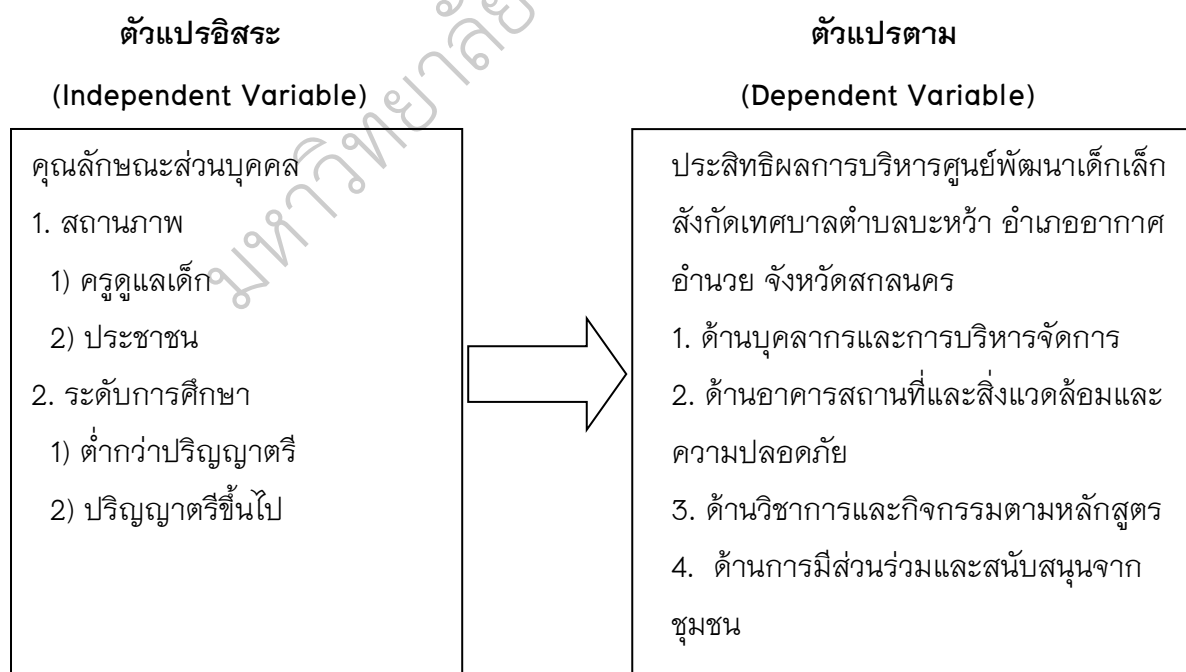 ตัวแปรอิสระ
(Independent Variable)
คุณลักษณะส่วนบุคคล
1. สถานภาพ
1) ครูดูแลเด็ก
2) ประชาชน
2. ระดับการศึกษา
1) ต่ำกว่าปริญญาตรี
2) ปริญญาตรีขึ้นไป
ตัวแปรตาม
(Dependent Variable)
ประสิทธิผลการบริหารศูนย์พัฒนาเด็กเล็ก
สังกัดเทศบาลตำบลบะหว้า อำเภออากาศ
อำนวย จังหวัดสกลนคร
1. ด้านบุคลากรและการบริหารจัดการ
2. ด้านอาคารสถานที่และสิ่งแวดล้อมและ
ความปลอดภัย
3. ด้านวิชาการและกิจกรรมตามหลักสูตร
4. ด้านการมีส่วนร่วมและสนับสนุนจาก
ชุมชน
มหาวิทยาลัย